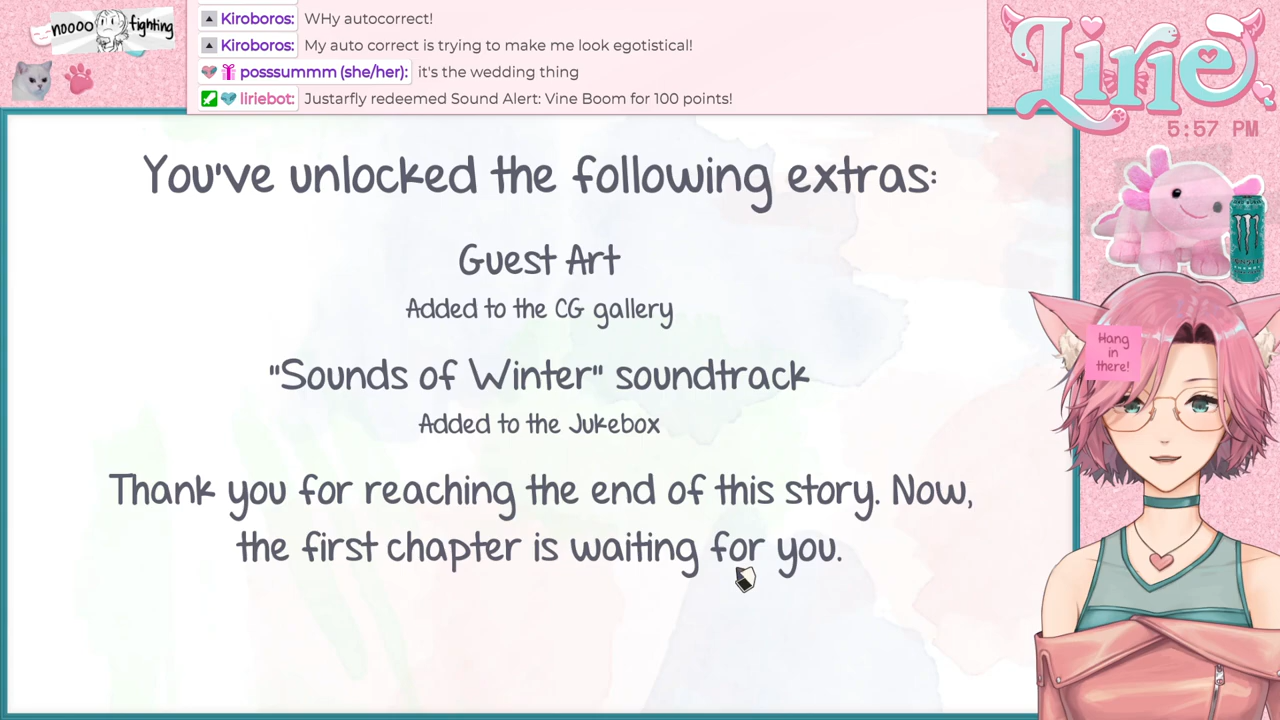 noooo fighting
Kiroboros: WHy autocorrect!
Kiroboros: My auto correct is trying to make me look egotistical!
posssummm (she/her): it's the wedding thing
liriebot: Justarfly redeemed Sound Alert: Vine Boom for 100 points!
Lirie
5:57 PM
You've unlocked the following extras:
Guest Art
Added to the CG gallery
"Sounds of Winter" soundtrack
Added to the Jukebox
Thank you for reaching the end of this story. Now,
the first chapter is waiting for you.
Hang
in
there!